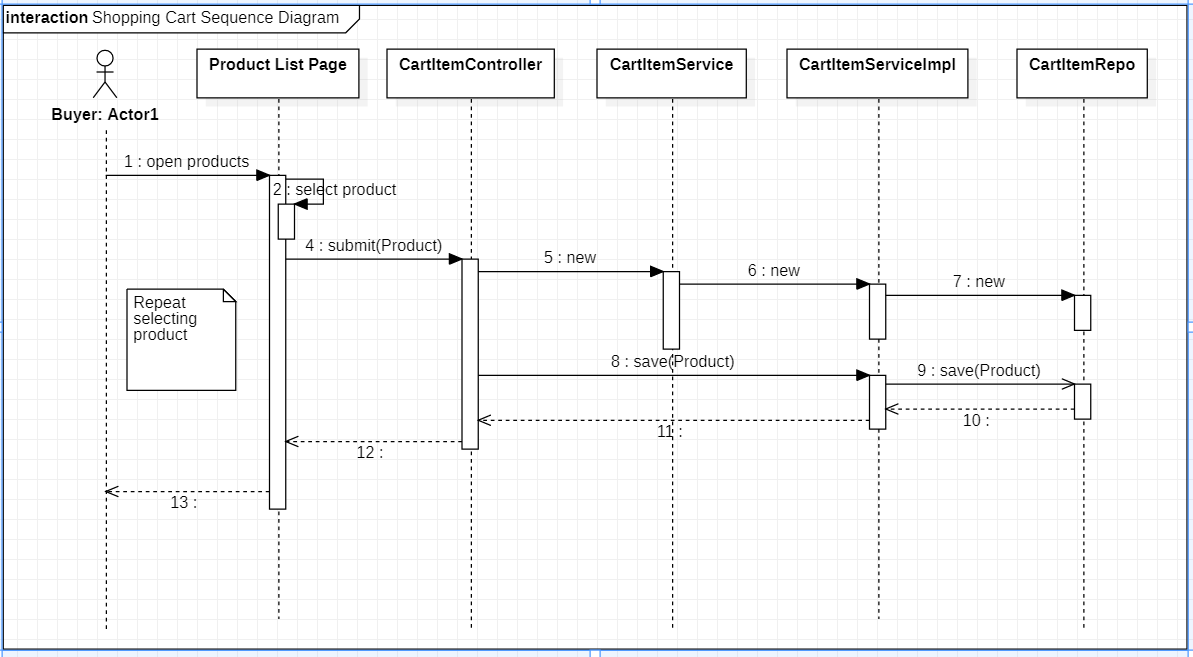 interaction Shopping Cart Sequence Diagram
Product List Page
CartItemController
CartItemService
CartItemServiceImpl
CartItemRepo
Buyer: Actor1
1 : open products
2 : select product
4 : submit(Product)
5 : new
6 : new
7 : new
Repeat
selecting
product
8 : save(Product)
9 : save(Product)
10 :
11 :
12 :
13 :